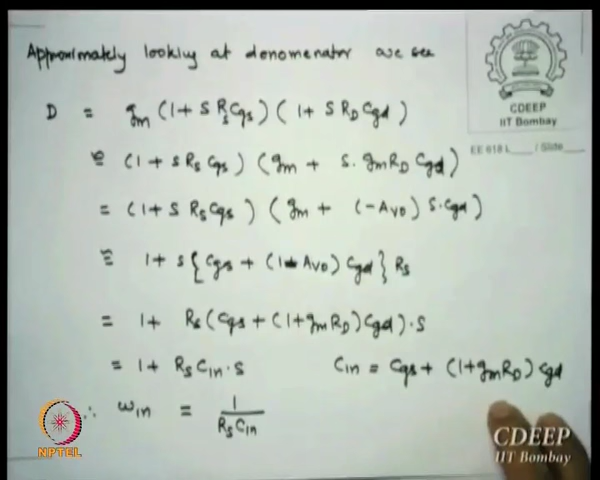 Approximately looking at denomenator we see
D = gm (1 + S Rs Cgs) (1 + S RD Cgd)
≅ (1 + S Rs Cgs) (gm + S. gm RD Cgd)
= (1 + S Rs Cgs) (gm + (-AVO) S. Cgd)
≅ 1 + S { Cgs + (1 - AVO) Cgd } Rs
= 1 + Rs (Cgs + (1+gm RD) Cgd) . S
= 1 + Rs Cin . S Cin = Cgs + (1+gm RD) Cgd
∴ ωin = 1 / Rs Cin
CDEEP
IIT Bombay
EE 618 L___ / Slide___
NPTEL
CDEEP
IIT Bombay